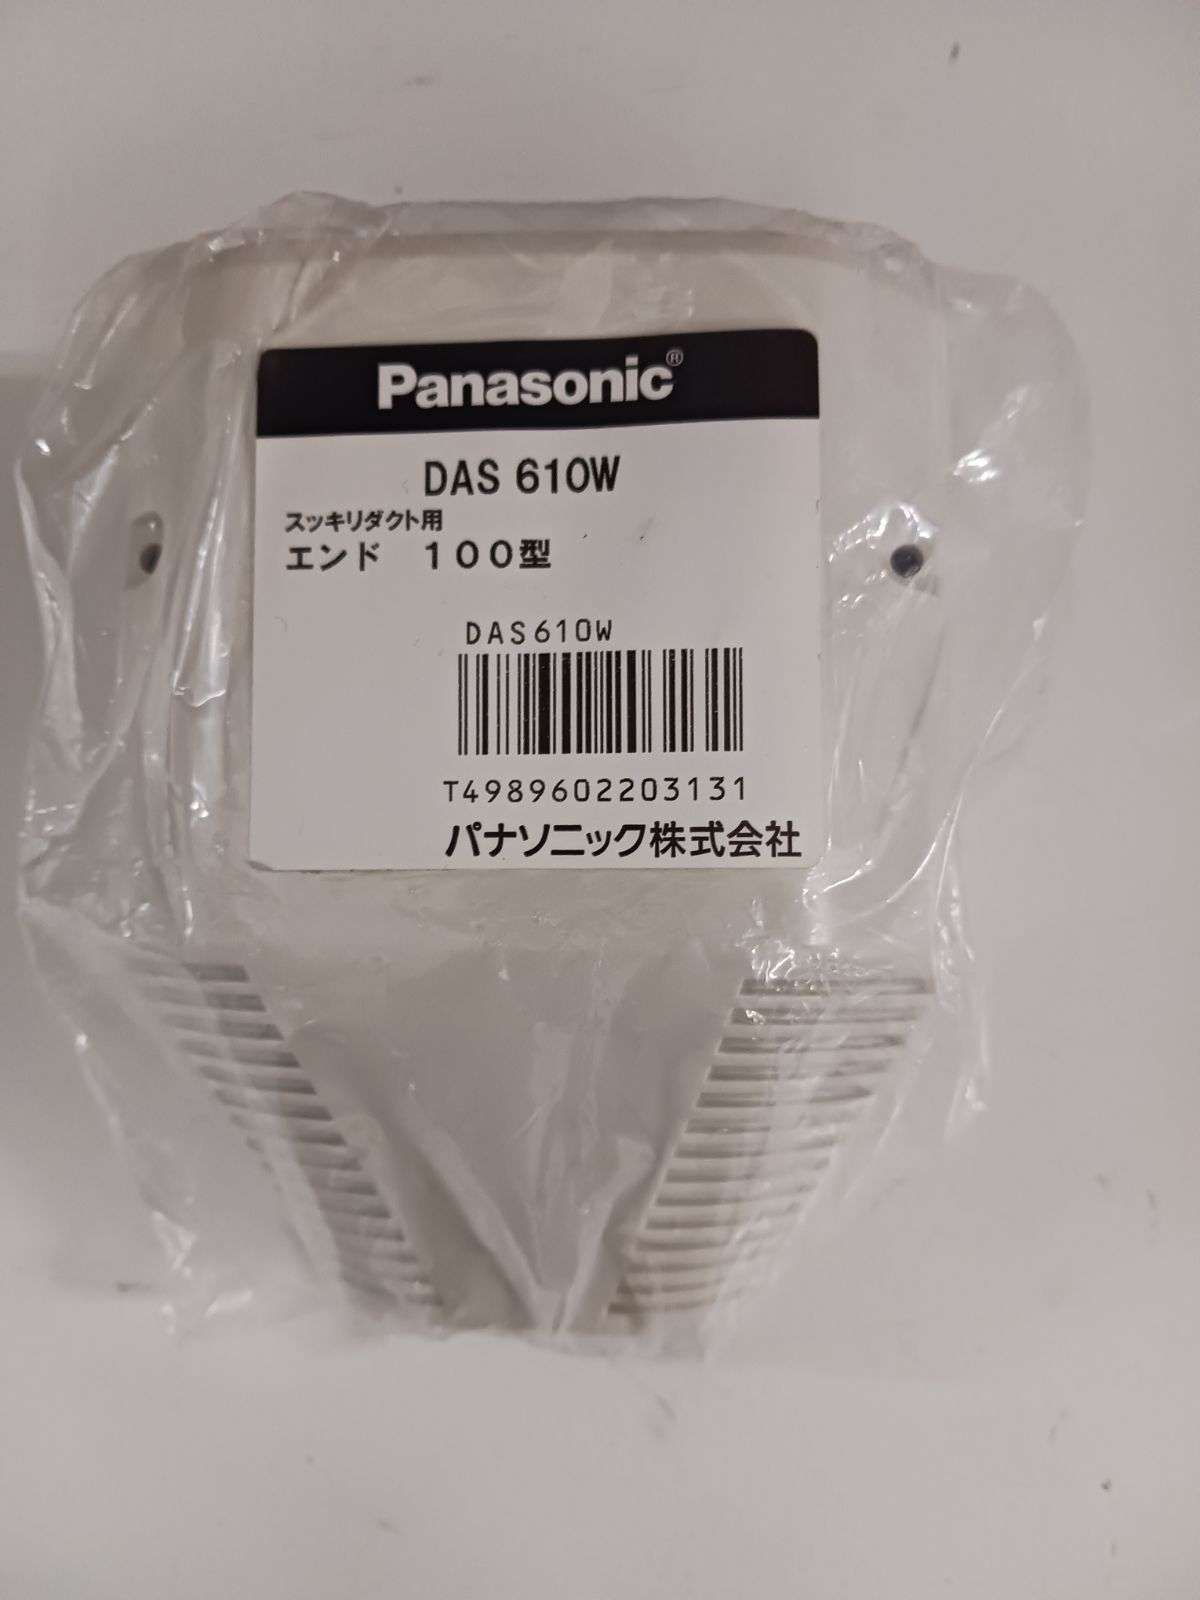 Panasonic®
DAS 610W
スッキリダクト用
エンド　１００型
DAS610W
T4989602203131
パナソニック株式会社